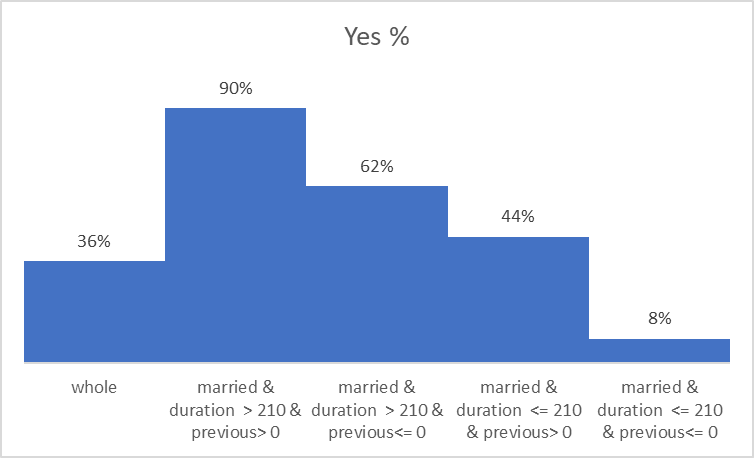 Yes %
90%
62%
44%
36%
8%
whole
married &
duration  > 210 &
previous> 0
married &
duration  > 210 &
previous<= 0
married &
duration  <= 210
& previous> 0
married &
duration  <= 210
& previous<= 0